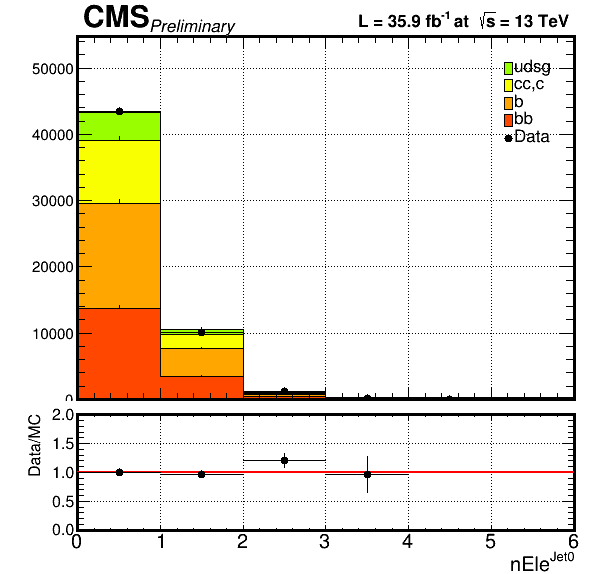 CMS Preliminary L = 35.9 fb⁻¹ at √s = 13 TeV
50000
40000
30000
20000
10000
0
udsg
cc,c
b
bb
Data
Data/MC
2.0
1.5
1.0
0.5
0.0
0 1 2 3 4 5 6
nEle^Jet0